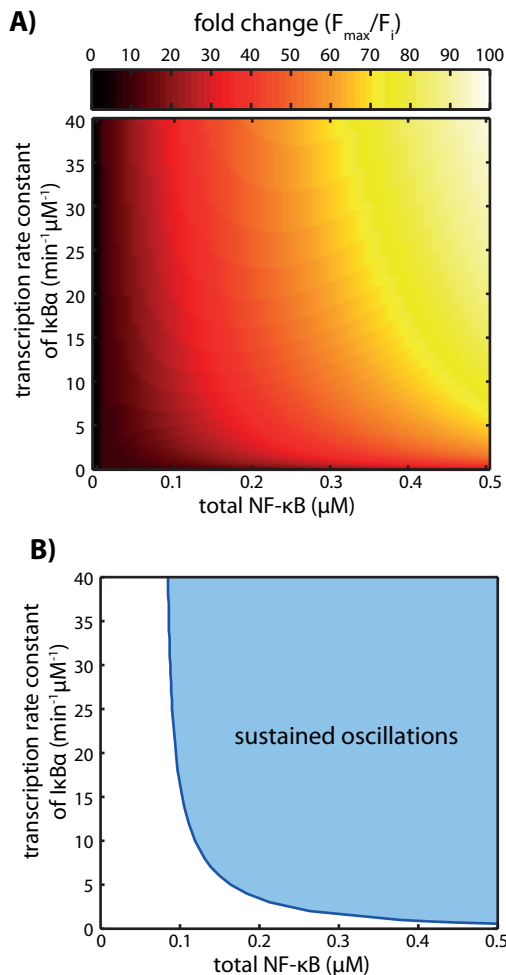 A)
fold change (Fmax/Fi)
0 10 20 30 40 50 60 70 80 90 100
40
35
30
25
20
15
10
5
0
transcription rate constant
of IκBα (min⁻¹μM⁻¹)
0 0.1 0.2 0.3 0.4 0.5
total NF-κB (μM)
B)
40
35
30
25
20
15
10
5
0
transcription rate constant
of IκBα (min⁻¹μM⁻¹)
sustained oscillations
0 0.1 0.2 0.3 0.4 0.5
total NF-κB (μM)